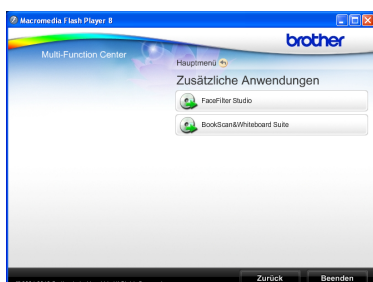 Macromedia Flash Player 8
brother
Multi-Function Center
Hauptmenü
Zusätzliche Anwendungen
FaceFilter Studio
BookScan&Whiteboard Suite
Zurück
Beenden